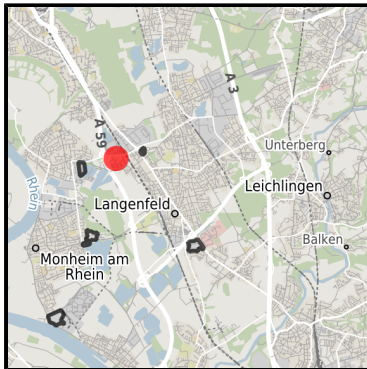 A 3
A 59
Unterberg
Rhein
Leichlingen
Langenfeld
Balken
Monheim am
Rhein